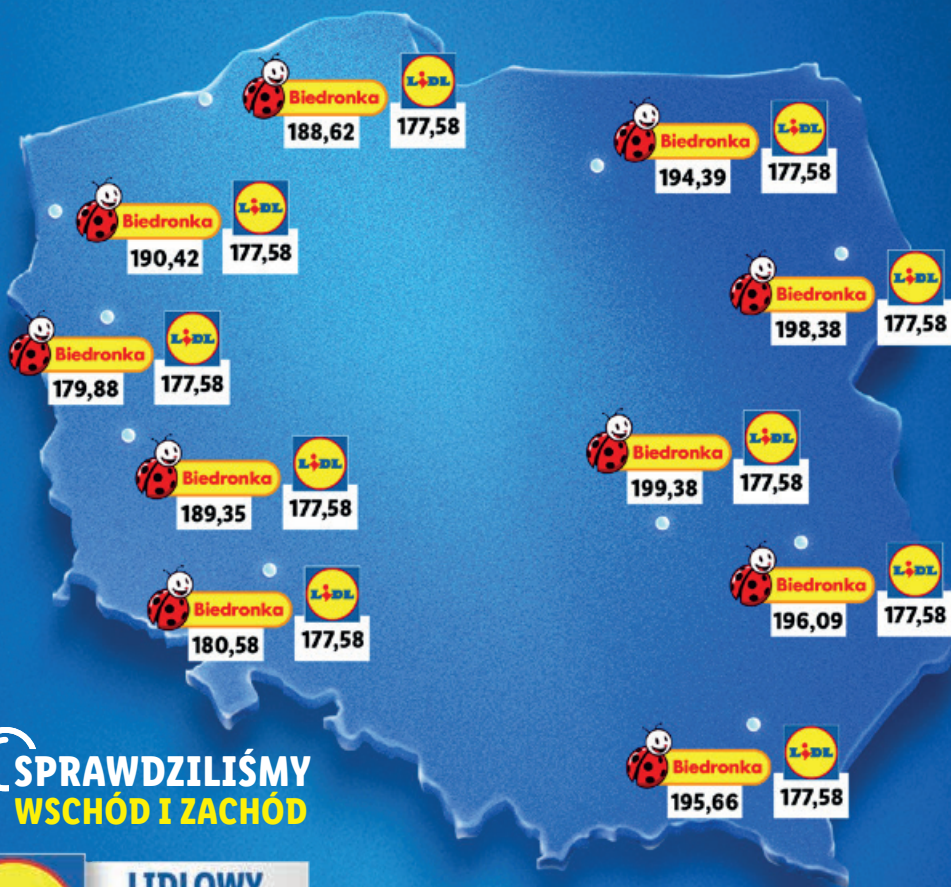 Biedronka LiDL
188,62 177,58
Biedronka LiDL
194,39 177,58
Biedronka LiDL
190,42 177,58
Biedronka LiDL
198,38 177,58
Biedronka LiDL
179,88 177,58
Biedronka LiDL
199,38 177,58
Biedronka LiDL
189,35 177,58
Biedronka LiDL
196,09 177,58
Biedronka LiDL
180,58 177,58
Biedronka LiDL
195,66 177,58
SPRAWDZILIŚMY
WSCHÓD I ZACHÓD
LIDLOWY